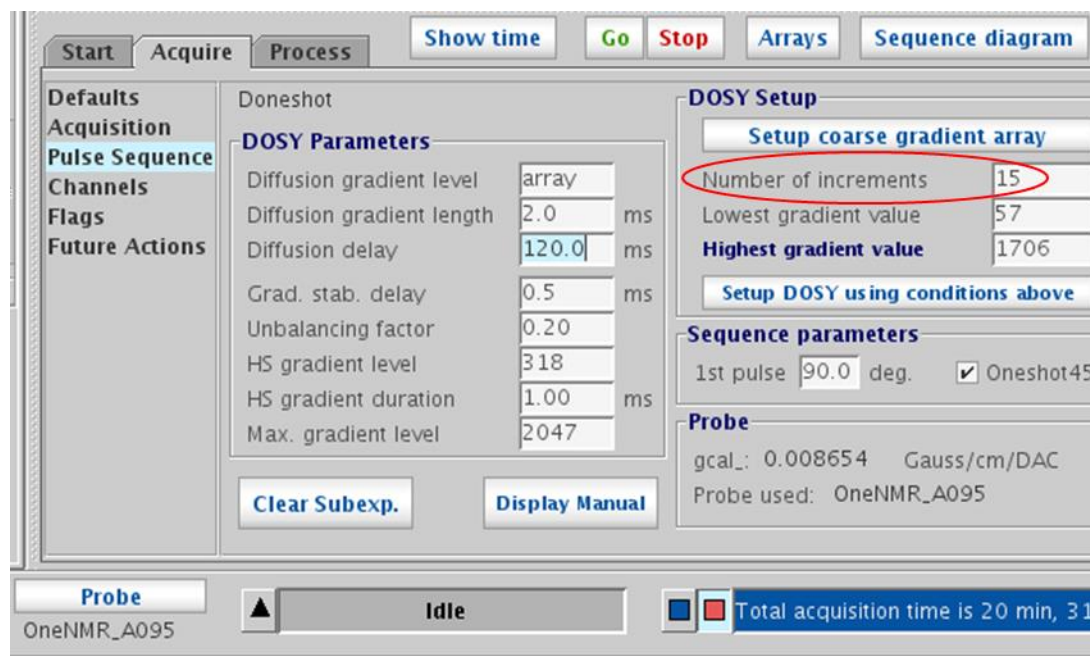 Start Acquire Process Show time Go Stop Arrays Sequence diagram
Defaults
Acquisition
Pulse Sequence
Channels
Flags
Future Actions
Doneshot
DOSY Parameters
Diffusion gradient level array
Diffusion gradient length 2.0 ms
Diffusion delay 120.0 ms
Grad. stab. delay 0.5 ms
Unbalancing factor 0.20
HS gradient level 318
HS gradient duration 1.00 ms
Max. gradient level 2047
Clear Subexp. Display Manual
DOSY Setup
Setup coarse gradient array
Number of increments 15
Lowest gradient value 57
Highest gradient value 1706
Setup DOSY using conditions above
Sequence parameters
1st pulse 90.0 deg. Oneshot45
Probe
gcal_: 0.008654 Gauss/cm/DAC
Probe used: OneNMR_A095
Probe
OneNMR_A095
Idle
Total acquisition time is 20 min, 31